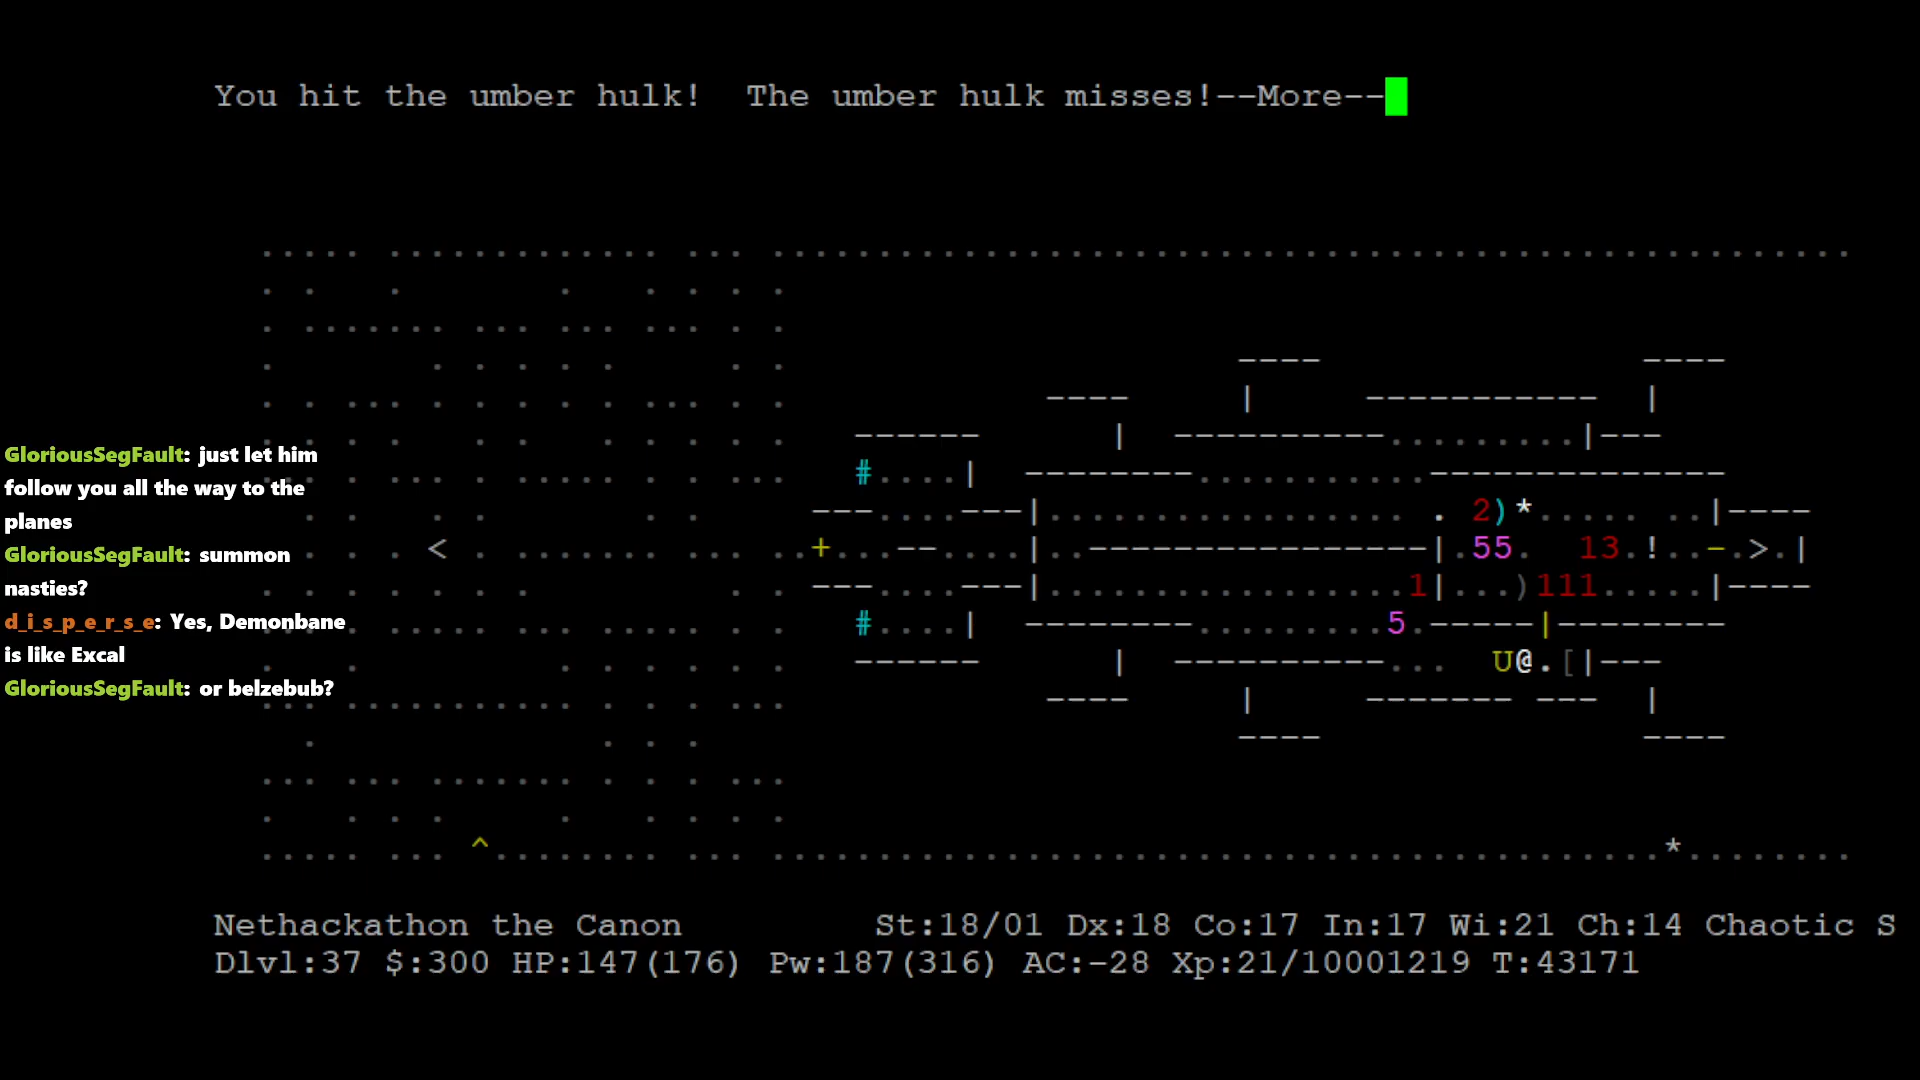 You hit the umber hulk!  The umber hulk misses!--More--
GloriousSegFault: just let him
follow you all the way to the
planes
GloriousSegFault: summon
nasties?
d_i_s_p_e_r_s_e: Yes, Demonbane
is like Excal
GloriousSegFault: or belzebub?
Nethackathon the Canon St:18/01 Dx:18 Co:17 In:17 Wi:21 Ch:14 Chaotic S
Dlvl:37 $:300 HP:147(176) Pw:187(316) AC:-28 Xp:21/10001219 T:43171